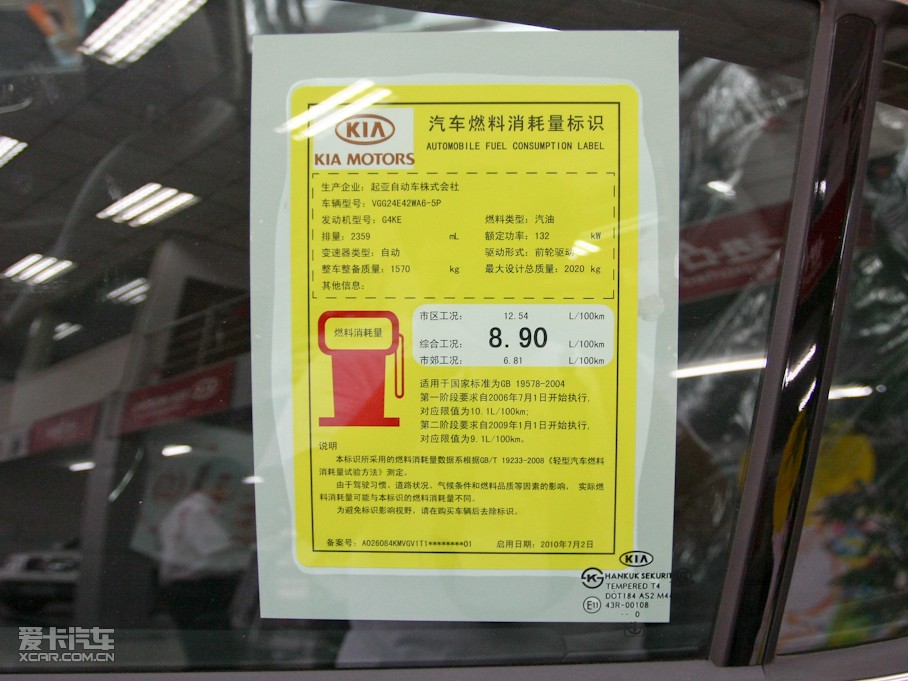 KIA
KIA MOTORS
汽车燃料消耗量标识
AUTOMOBILE FUEL CONSUMPTION LABEL
生产企业：起亚自动车株式会社
车辆型号：VGG24E42WA6-5P
发动机型号：G4KE 燃料类型：汽油
排量：2359 mL 额定功率：132 kW
变速器类型：自动 驱动形式：前轮驱动
整车整备质量：1570 kg 最大设计总质量：2020 kg
其他信息：
燃料消耗量
市区工况： 12.54 L/100km
综合工况： 8.90 L/100km
市郊工况： 6.81 L/100km
适用于国家标准为GB 19578-2004
第一阶段要求自2006年7月1日开始执行，
对应限值为10.1L/100km;
第二阶段要求自2009年1月1日开始执行，
对应限值为9.1L/100km。
说明
本标识所采用的燃料消耗量数据系根据GB/T 19233-2008《轻型汽车燃料
消耗量试验方法》测定。
由于驾驶习惯、道路状况、气候条件和燃料品质等因素的影响，实际燃
料消耗量可能与本标识的燃料消耗量不同。
为避免标识影响视野，请在购买车辆后去除标识。
备案号：A026084KMVGV1T1********01 启用日期：2010年7月2日
KIA
HANKUK SEKURIT
TEMPERED T4
DOT184 AS2 M44
E11 43R-00108
-- 0
爱卡汽车
XCAR.COM.CN